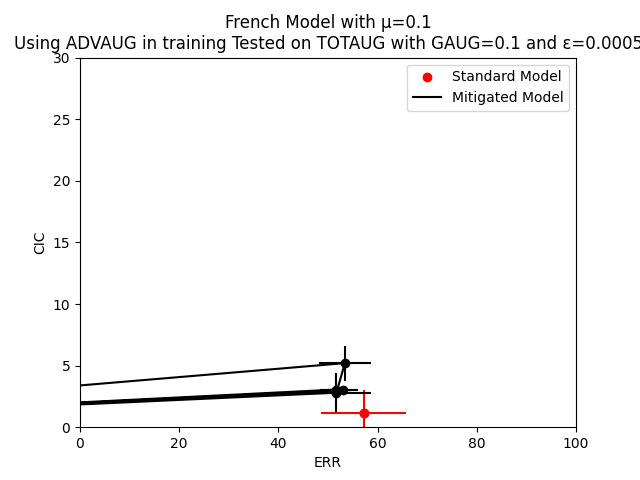 French Model with μ=0.1
Using ADVAUG in training Tested on TOTAUG with GAUG=0.1 and ε=0.0005
Standard Model
Mitigated Model
CIC
30
25
20
15
10
5
0
0 20 40 60 80 100
ERR